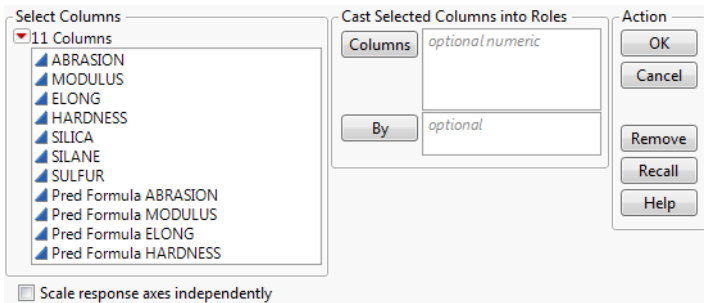 Select Columns
11 Columns
ABRASION
MODULUS
ELONG
HARDNESS
SILICA
SILANE
SULFUR
Pred Formula ABRASION
Pred Formula MODULUS
Pred Formula ELONG
Pred Formula HARDNESS
Scale response axes independently
Cast Selected Columns into Roles
Columns optional numeric
By optional
Action
OK
Cancel
Remove
Recall
Help